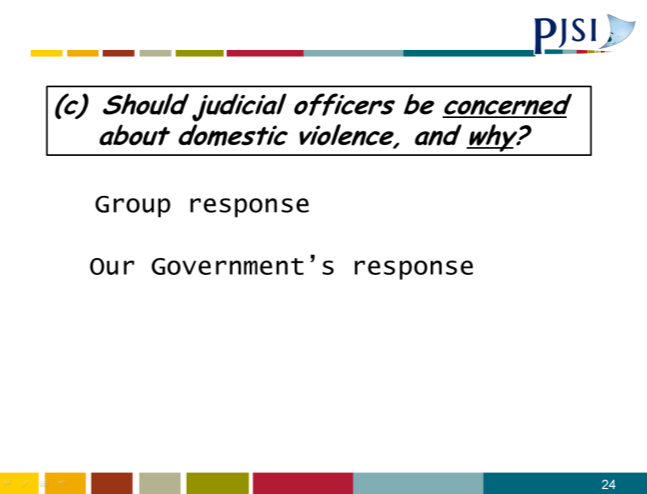 PJSI
(c) Should judicial officers be concerned
about domestic violence, and why?
Group response
Our Government’s response
24